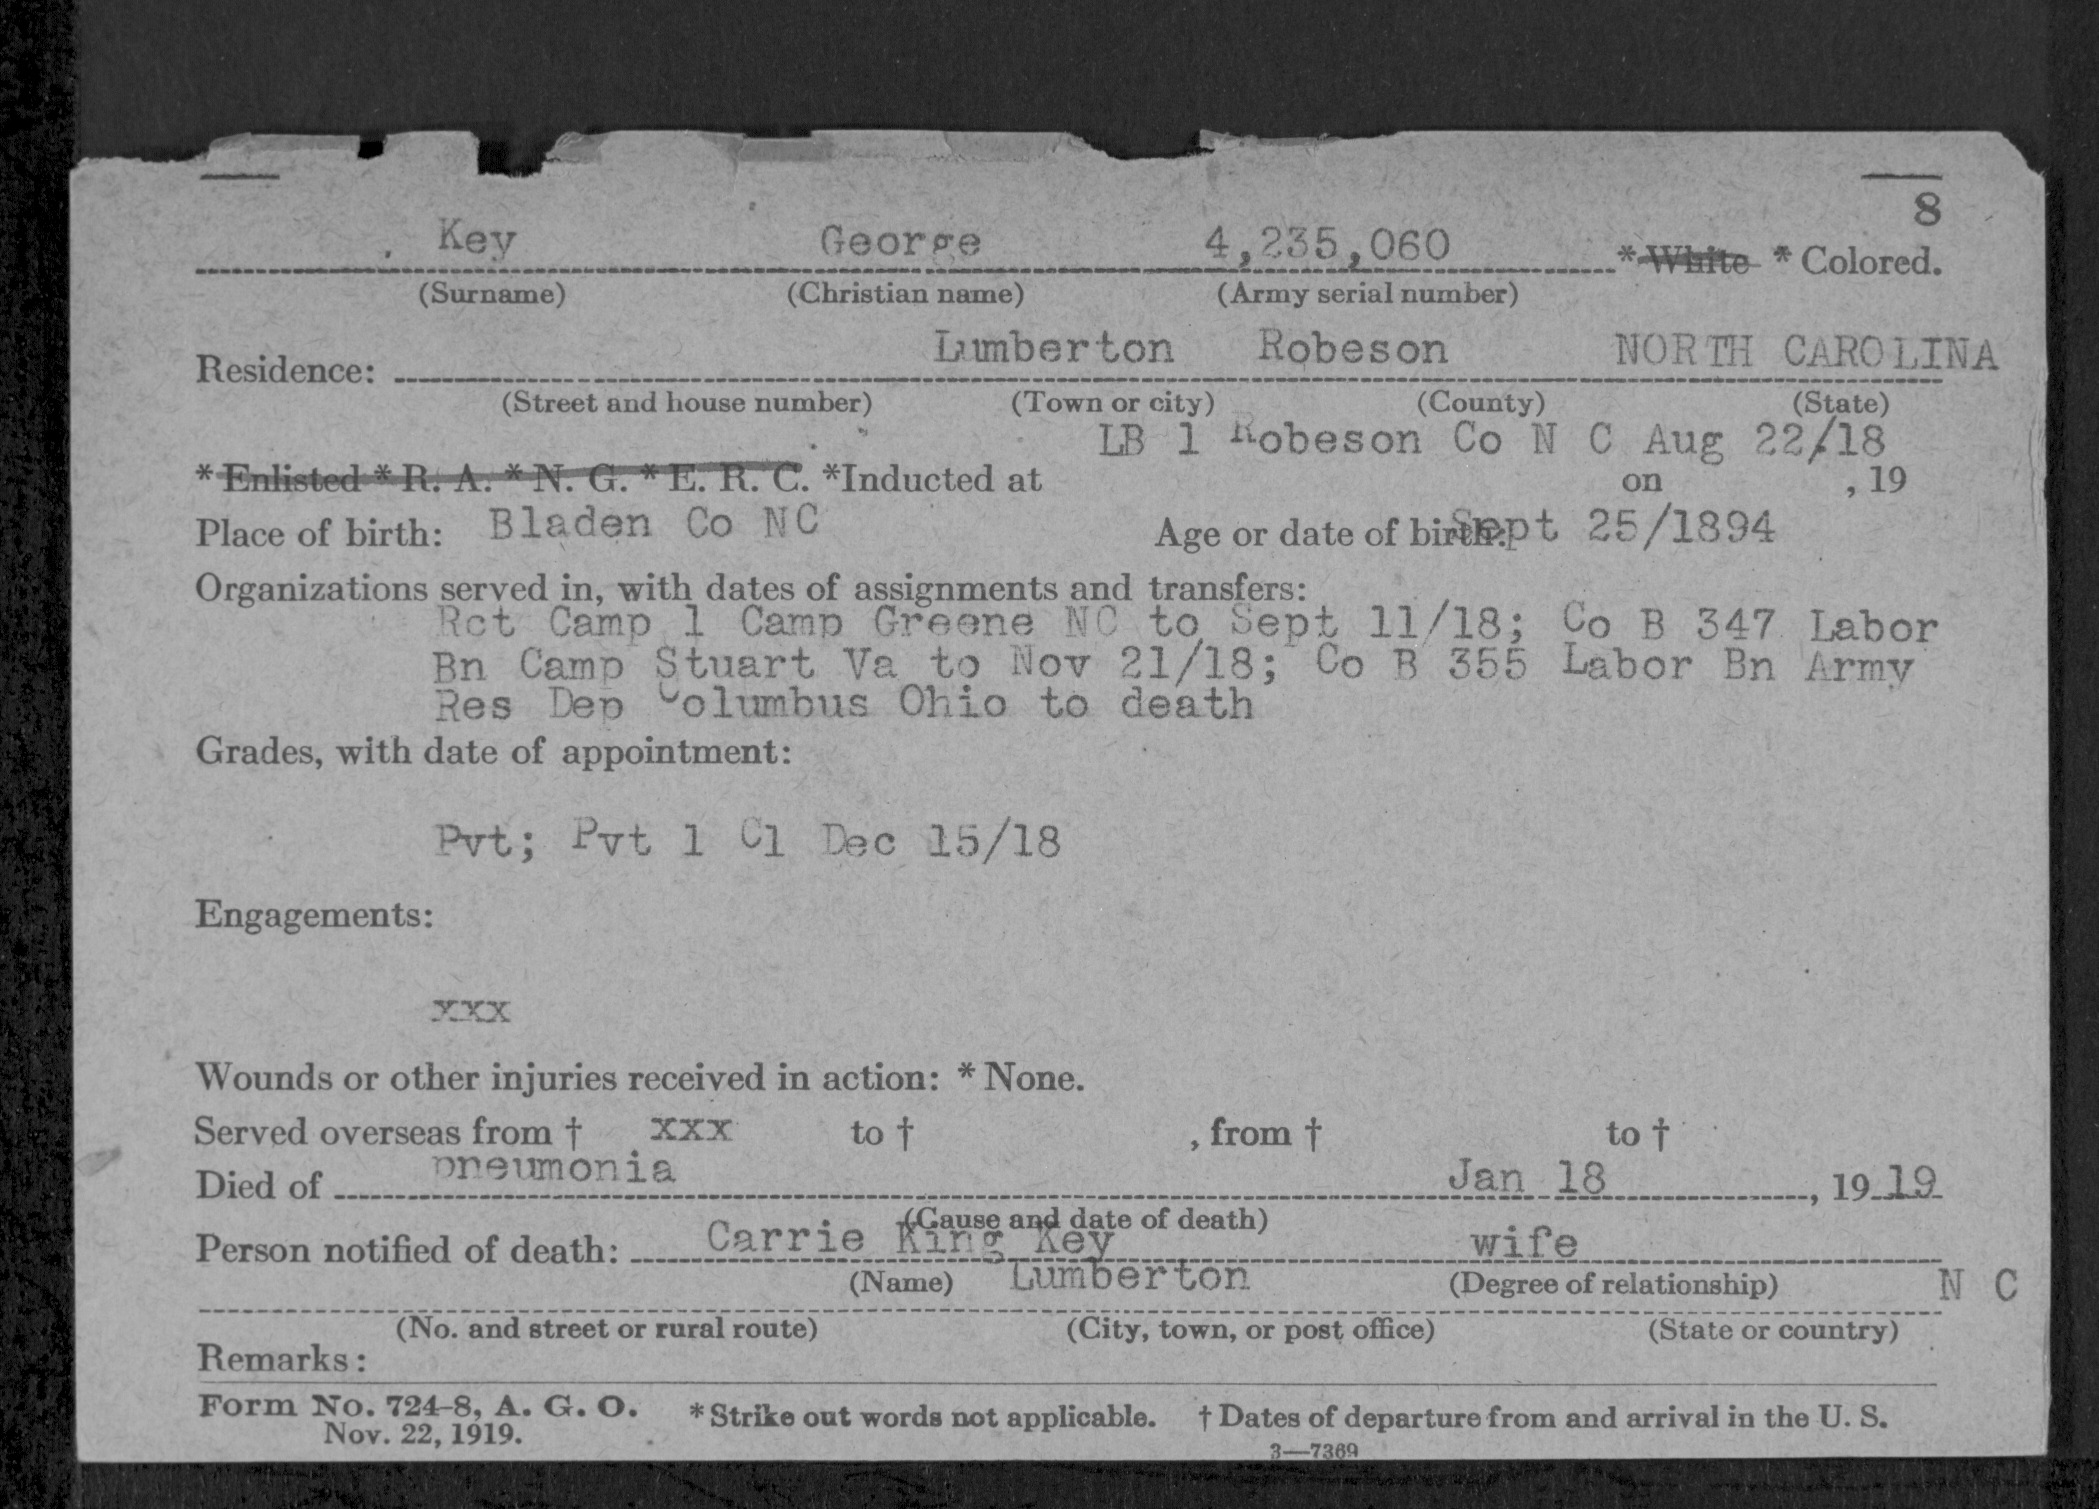 8
Key George 4,235,060 * White * Colored.
(Surname) (Christian name) (Army serial number)
Residence: Lumberton Robeson NORTH CAROLINA
(Street and house number) (Town or city) (County) (State)
LB 1 Robeson Co N C Aug 22/18
* Enlisted * R. A. * N. G. * E. R. C. *Inducted at on , 19
Place of birth: Bladen Co NC Age or date of birth: Sept 25/1894
Organizations served in, with dates of assignments and transfers:
Rct Camp 1 Camp Greene NC to Sept 11/18; Co B 347 Labor
Bn Camp Stuart Va to Nov 21/18; Co B 355 Labor Bn Army
Res Dep Columbus Ohio to death
Grades, with date of appointment:
Pvt; Pvt 1 Cl Dec 15/18
Engagements:
xxx
Wounds or other injuries received in action: * None.
Served overseas from † xxx to † , from † to †
Died of pneumonia Jan 18 , 19 19
(Cause and date of death)
Person notified of death: Carrie King Key wife
(Name) (Degree of relationship)
Lumberton N C
(No. and street or rural route) (City, town, or post office) (State or country)
Remarks:
Form No. 724-8, A. G. O. * Strike out words not applicable. † Dates of departure from and arrival in the U. S.
Nov. 22, 1919.
3—7369